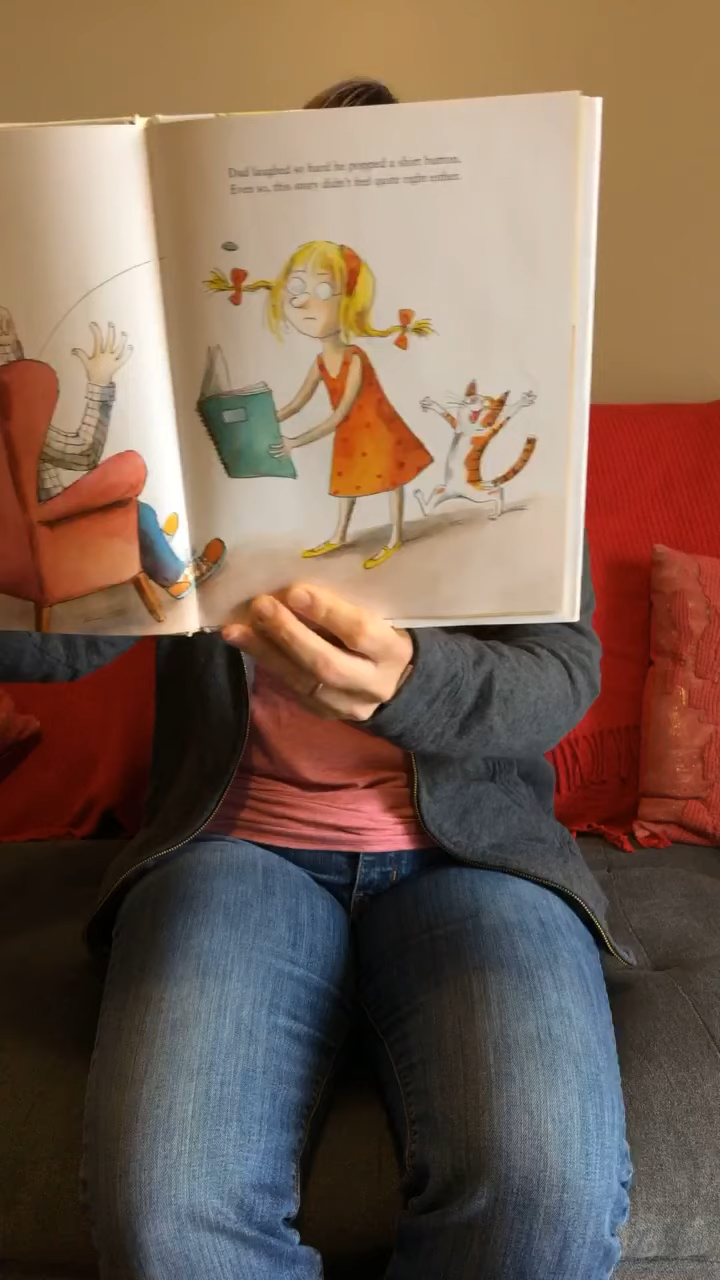 Dad laughed so hard he popped a shirt button.
Even so, this story didn't feel quite right either.